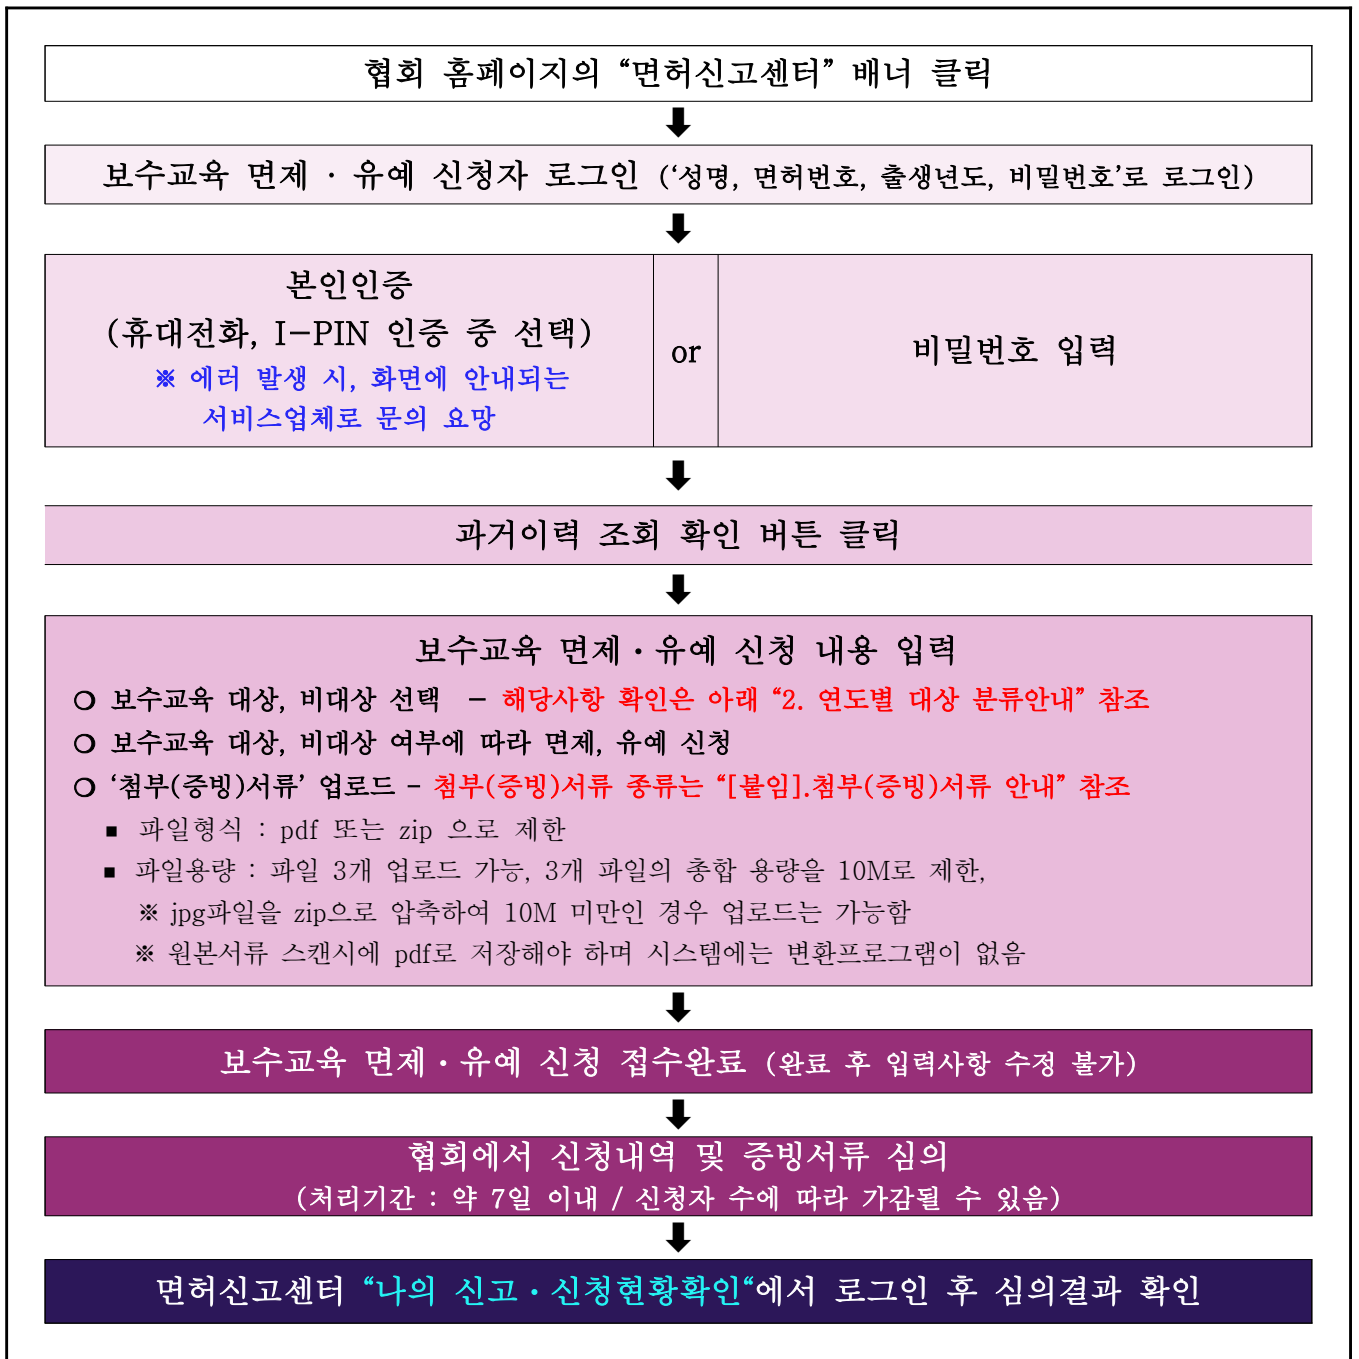 협회 홈페이지의 “면허신고센터” 배너 클릭
보수교육 면제 · 유예 신청자 로그인 (‘성명, 면허번호, 출생년도, 비밀번호’로 로그인)
본인인증
(휴대전화, I-PIN 인증 중 선택)
※ 에러 발생 시, 화면에 안내되는
서비스업체로 문의 요망
or
비밀번호 입력
과거이력 조회 확인 버튼 클릭
보수교육 면제·유예 신청 내용 입력
❍ 보수교육 대상, 비대상 선택 - 해당사항 확인은 아래 “2. 연도별 대상 분류안내” 참조
❍ 보수교육 대상, 비대상 여부에 따라 면제, 유예 신청
❍ ‘첨부(증빙)서류’ 업로드 - 첨부(증빙)서류 종류는 “[붙임].첨부(증빙)서류 안내” 참조
▪ 파일형식 : pdf 또는 zip 으로 제한
▪ 파일용량 : 파일 3개 업로드 가능, 3개 파일의 총합 용량을 10M로 제한,
※ jpg파일을 zip으로 압축하여 10M 미만인 경우 업로드는 가능함
※ 원본서류 스캔시에 pdf로 저장해야 하며 시스템에는 변환프로그램이 없음
보수교육 면제·유예 신청 접수완료 (완료 후 입력사항 수정 불가)
협회에서 신청내역 및 증빙서류 심의
(처리기간 : 약 7일 이내 / 신청자 수에 따라 가감될 수 있음)
면허신고센터 “나의 신고·신청현황확인“에서 로그인 후 심의결과 확인